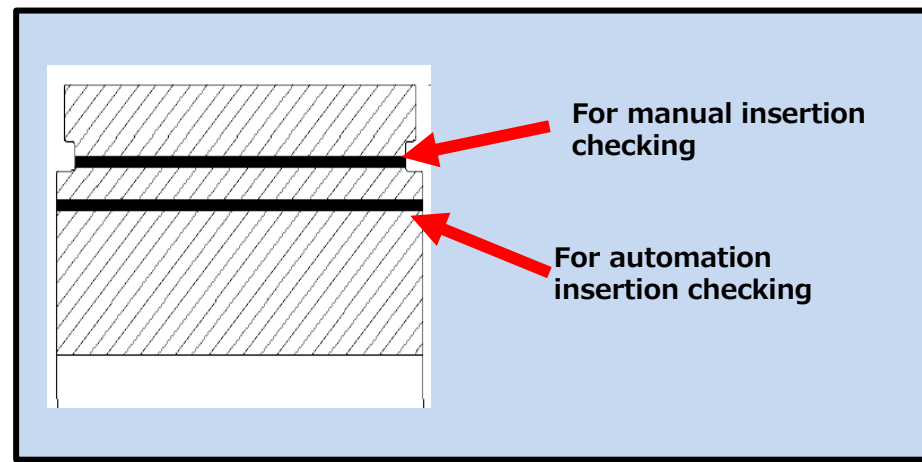 For manual insertion
checking
For automation
insertion checking